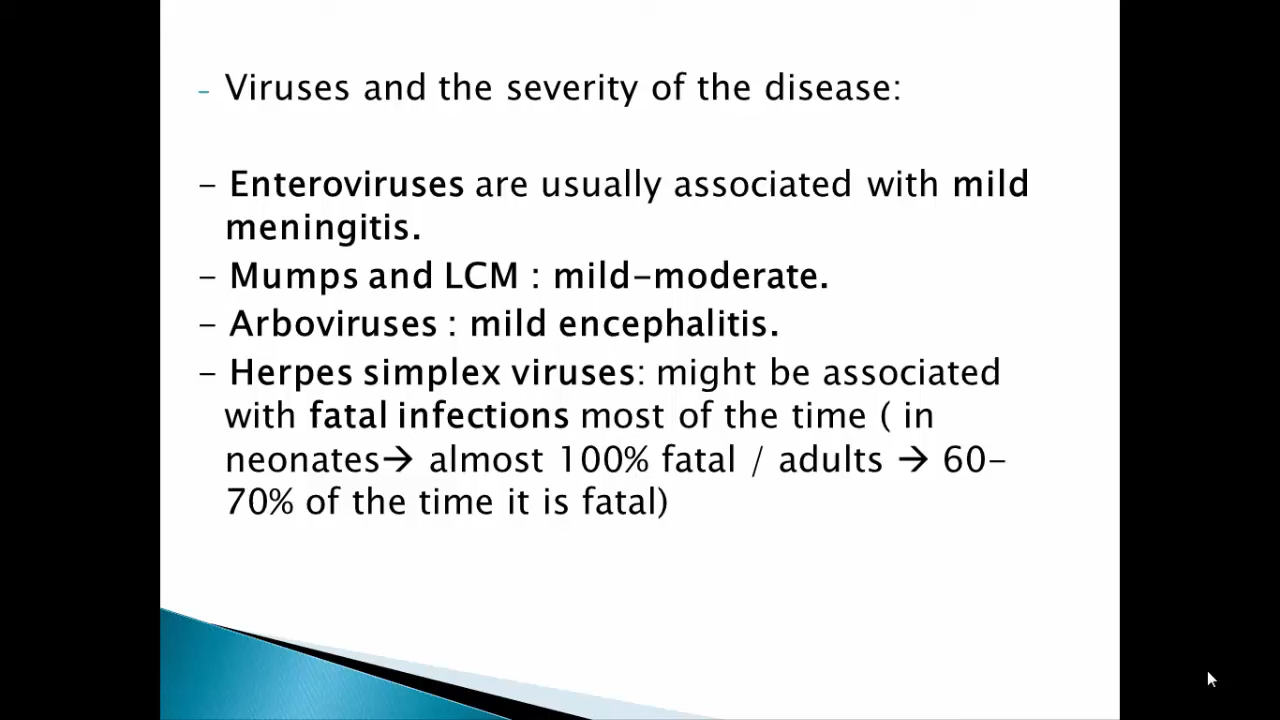 - Viruses and the severity of the disease:
- Enteroviruses are usually associated with mild
meningitis.
- Mumps and LCM : mild-moderate.
- Arboviruses : mild encephalitis.
- Herpes simplex viruses: might be associated
with fatal infections most of the time ( in
neonates→ almost 100% fatal / adults → 60-
70% of the time it is fatal)